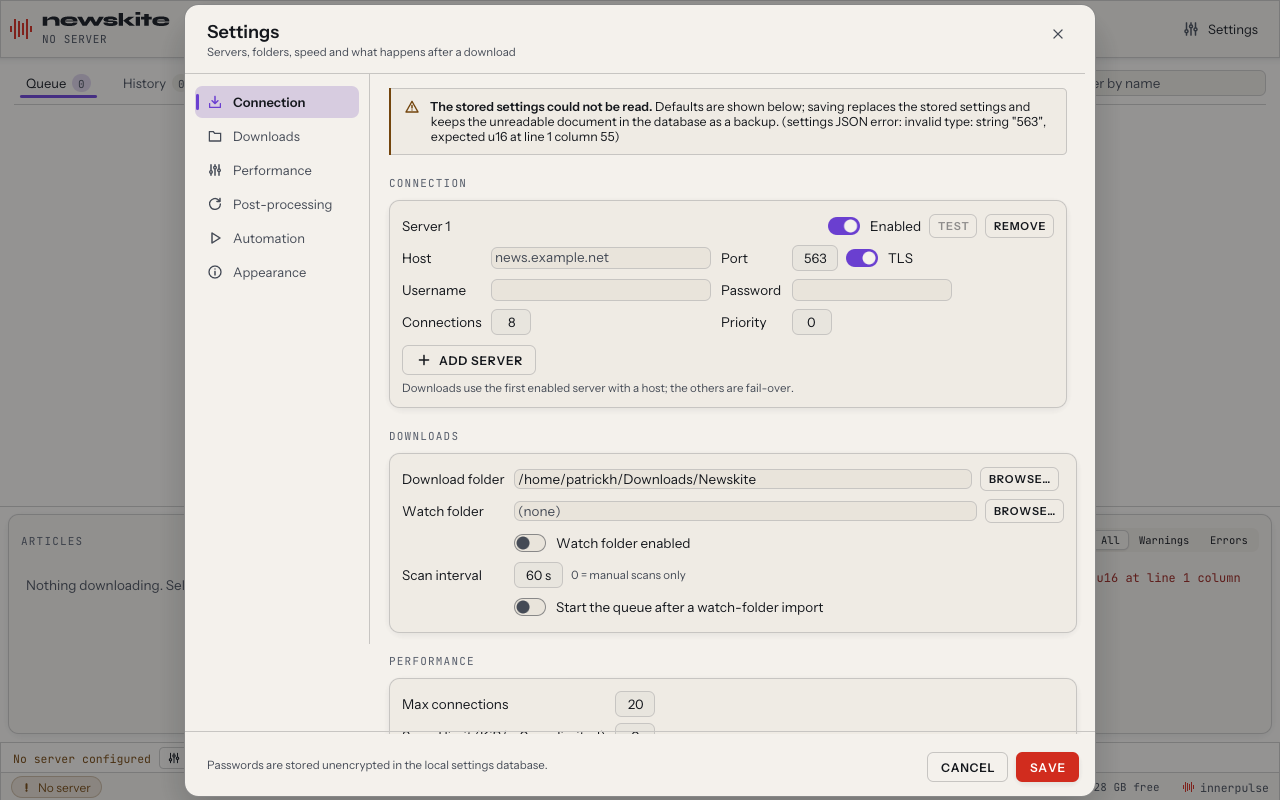 newskite
NO SERVER
Settings
Queue 0
History 0
er by name
Settings
Servers, folders, speed and what happens after a download
Connection
Downloads
Performance
Post-processing
Automation
Appearance
The stored settings could not be read. Defaults are shown below; saving replaces the stored settings and
keeps the unreadable document in the database as a backup. (settings JSON error: invalid type: string "563",
expected u16 at line 1 column 55)
CONNECTION
Server 1
Enabled
TEST
REMOVE
Host news.example.net Port 563 TLS
Username Password
Connections 8 Priority 0
+ ADD SERVER
Downloads use the first enabled server with a host; the others are fail-over.
DOWNLOADS
Download folder /home/patrickh/Downloads/Newskite BROWSE...
Watch folder (none) BROWSE...
Watch folder enabled
Scan interval 60 s 0 = manual scans only
Start the queue after a watch-folder import
PERFORMANCE
Max connections 20
Passwords are stored unencrypted in the local settings database.
CANCEL
SAVE
ARTICLES
Nothing downloading. Sel
All Warnings Errors
u16 at line 1 column
No server configured
! No server
28 GB free
innerpulse